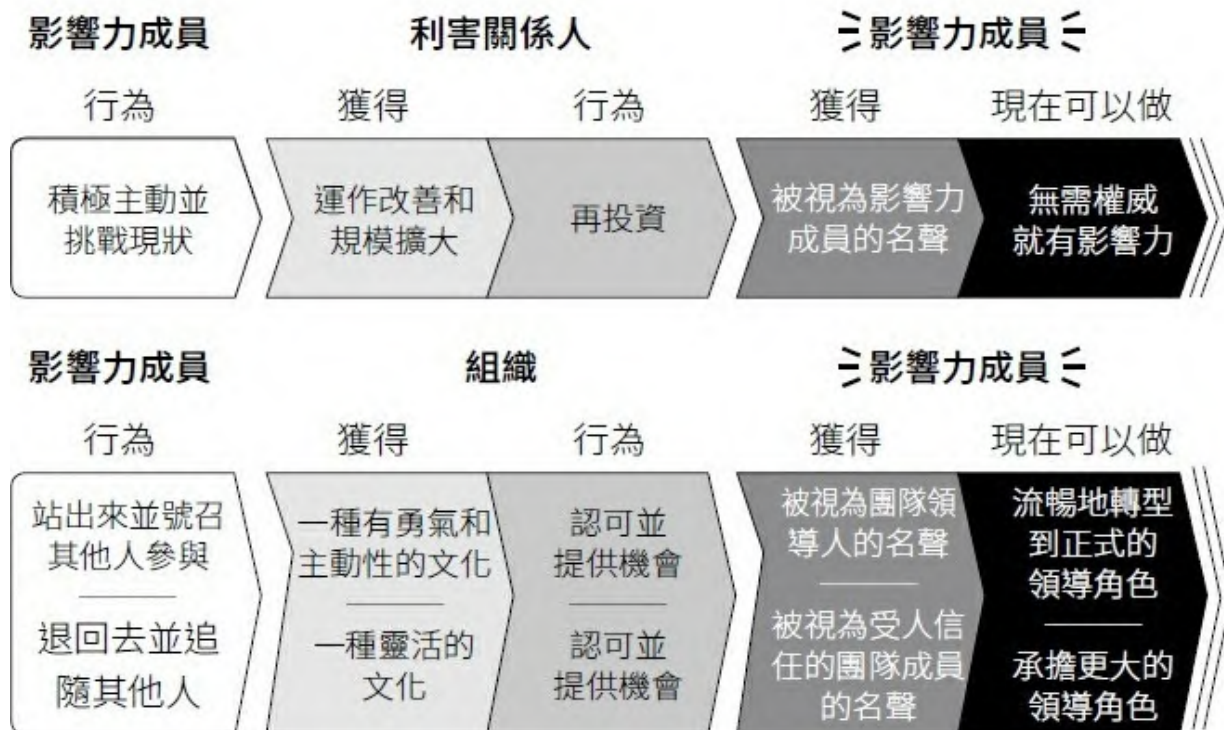 影響力成員 利害關係人 影響力成員
行為 獲得 行為 獲得 現在可以做
積極主動並
挑戰現狀
運作改善和
規模擴大
再投資
被視為影響力
成員的名聲
無需權威
就有影響力
影響力成員 組織 影響力成員
行為 獲得 行為 獲得 現在可以做
站出來並號召
其他人參與
退回去並追
隨其他人
一種有勇氣和
主動性的文化
一種靈活的
文化
認可並
提供機會
認可並
提供機會
被視為團隊領
導人的名聲
被視為受人信
任的團隊成員
的名聲
流暢地轉型
到正式的
領導角色
承擔更大的
領導角色